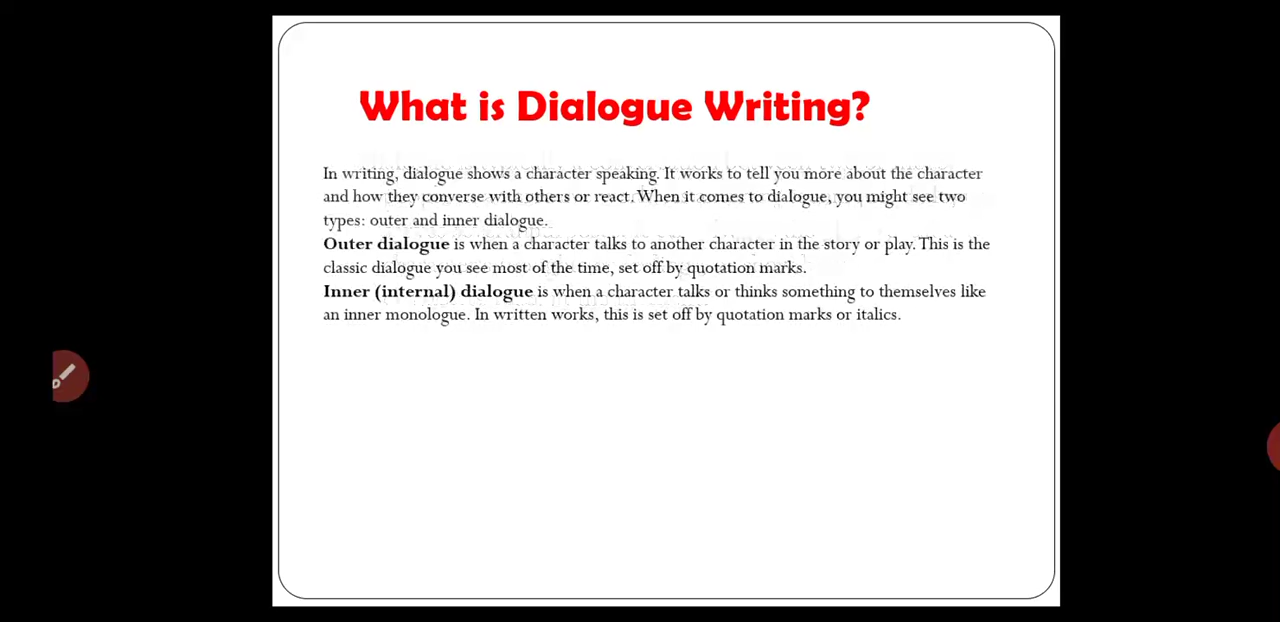 What is Dialogue Writing?
In writing, dialogue shows a character speaking. It works to tell you more about the character
and how they converse with others or react. When it comes to dialogue, you might see two
types: outer and inner dialogue.
Outer dialogue is when a character talks to another character in the story or play. This is the
classic dialogue you see most of the time, set off by quotation marks.
Inner (internal) dialogue is when a character talks or thinks something to themselves like
an inner monologue. In written works, this is set off by quotation marks or italics.